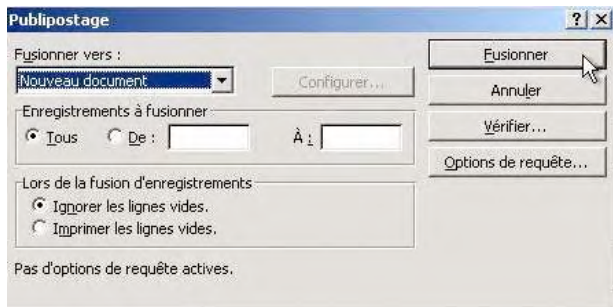 Publipostage
Fusionner vers :
Nouveau document
Configurer...
Fusionner
Annuler
Enregistrements à fusionner
Tous De : À :
Vérifier...
Options de requête...
Lors de la fusion d'enregistrements
Ignorer les lignes vides.
Imprimer les lignes vides.
Pas d'options de requête actives.